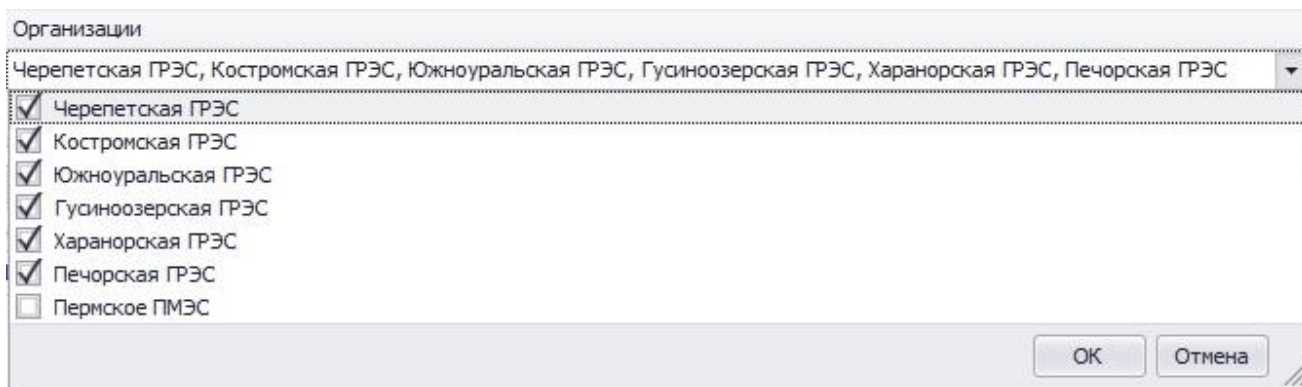 Организации
Черепетская ГРЭС, Костромская ГРЭС, Южноуральская ГРЭС, Гусиноозерская ГРЭС, Харанорская ГРЭС, Печорская ГРЭС
Черепетская ГРЭС
Костромская ГРЭС
Южноуральская ГРЭС
Гусиноозерская ГРЭС
Харанорская ГРЭС
Печорская ГРЭС
Пермское ПМЭС
ОК Отмена